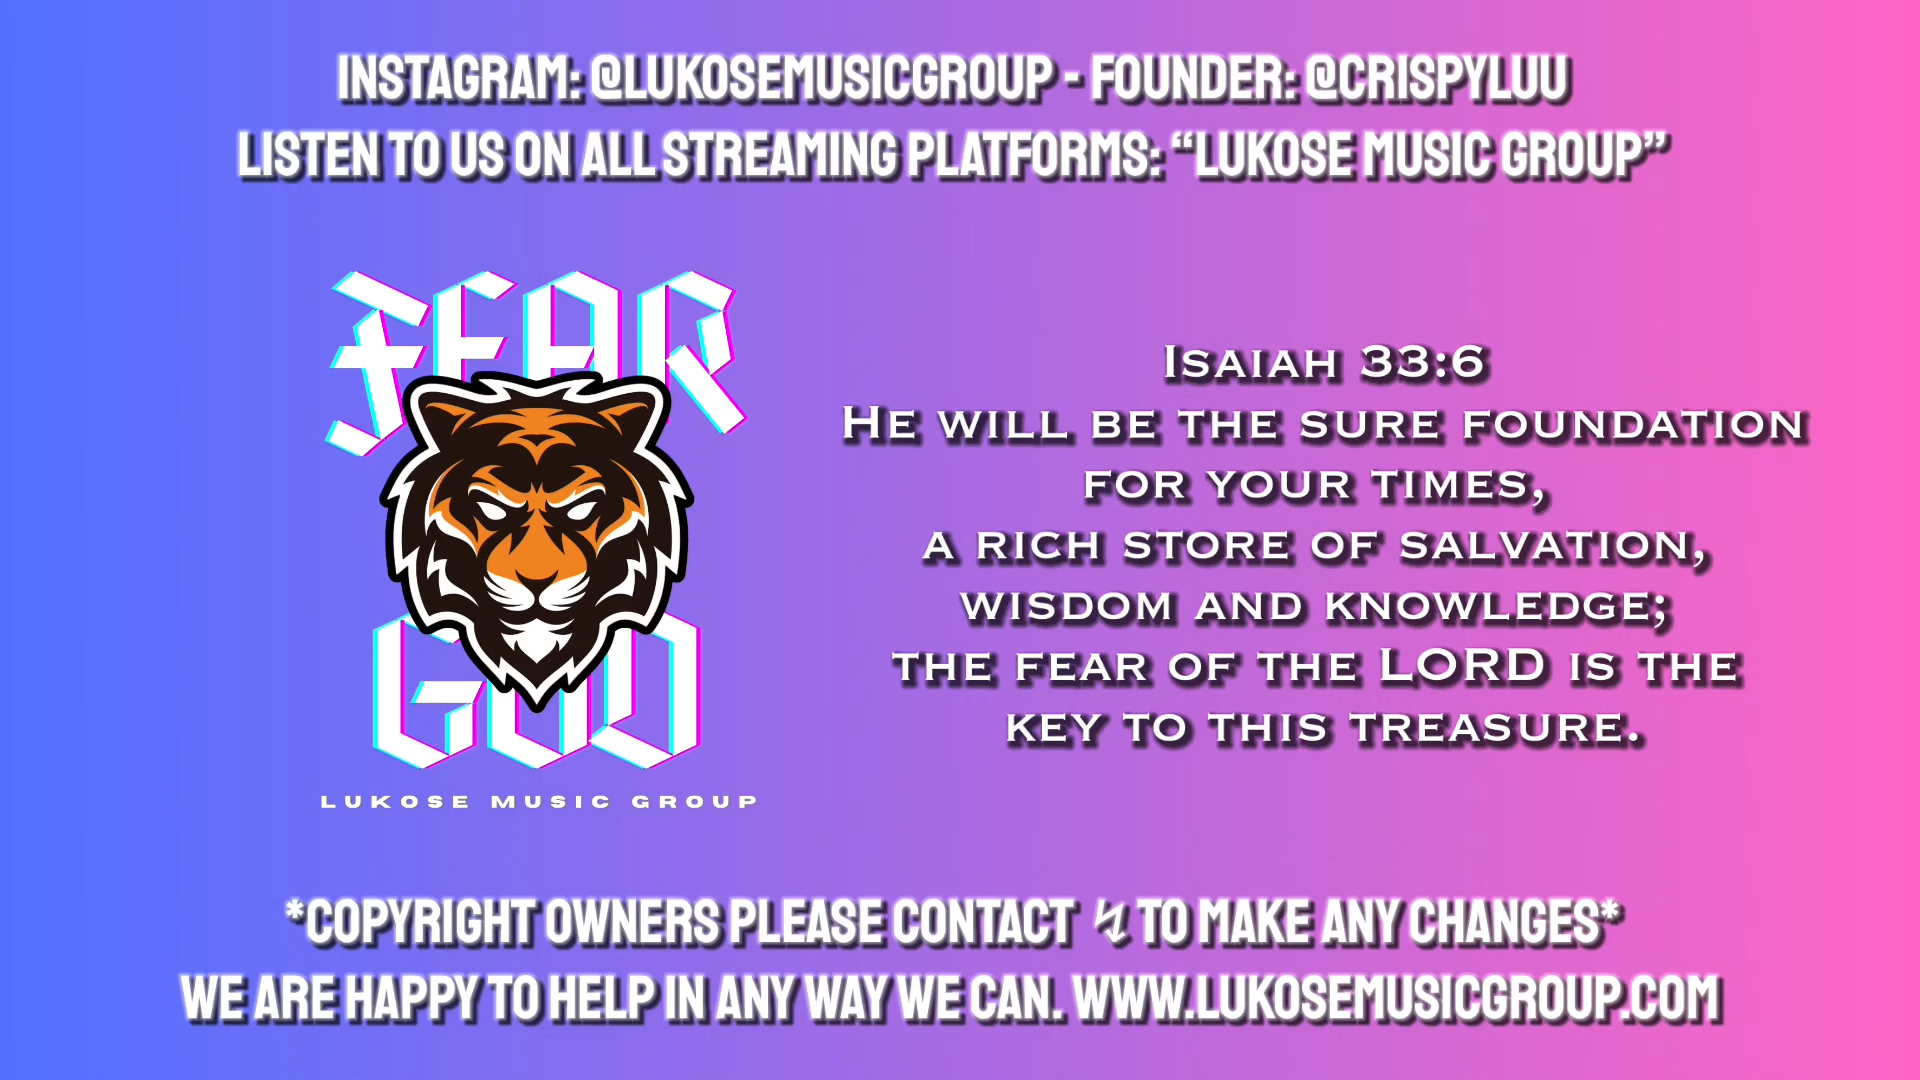 INSTAGRAM: @LUKOSEMUSICGROUP - FOUNDER: @CRISPYLUU
LISTEN TO US ON ALL STREAMING PLATFORMS: “LUKOSE MUSIC GROUP”
FEAR
GOD
LUKOSE MUSIC GROUP
ISAIAH 33:6
HE WILL BE THE SURE FOUNDATION
FOR YOUR TIMES,
A RICH STORE OF SALVATION,
WISDOM AND KNOWLEDGE;
THE FEAR OF THE LORD IS THE
KEY TO THIS TREASURE.
*COPYRIGHT OWNERS PLEASE CONTACT ↯ TO MAKE ANY CHANGES*
WE ARE HAPPY TO HELP IN ANY WAY WE CAN. WWW.LUKOSEMUSICGROUP.COM